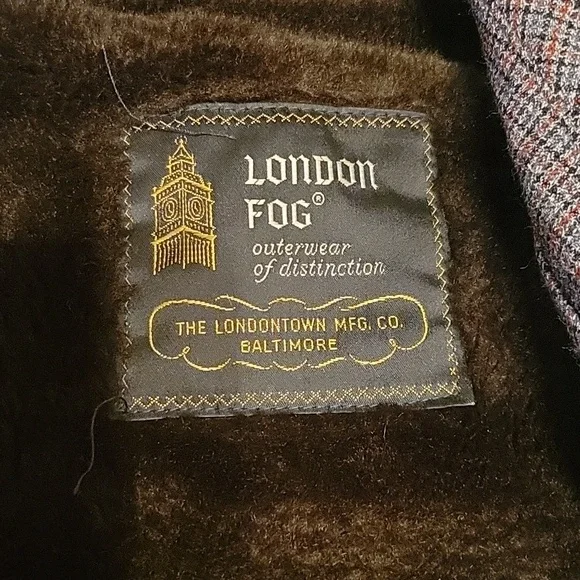 LONDON
FOG®
outerwear
of distinction
THE LONDONTOWN MFG. CO.
BALTIMORE